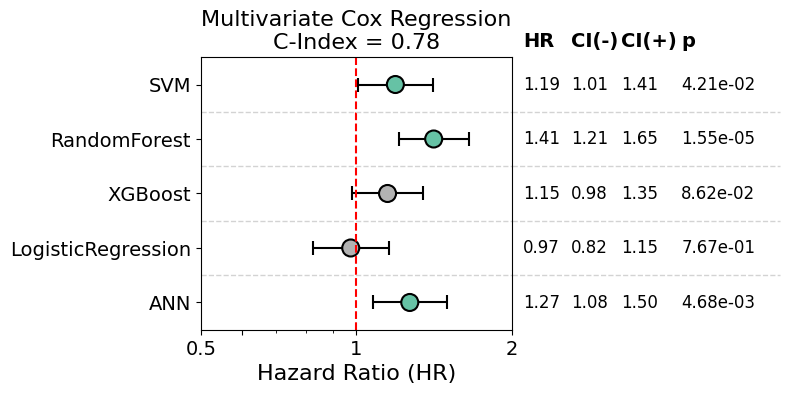 Multivariate Cox Regression
C-Index = 0.78
HR CI(-) CI(+) p
SVM 1.19 1.01 1.41 4.21e-02
RandomForest 1.41 1.21 1.65 1.55e-05
XGBoost 1.15 0.98 1.35 8.62e-02
LogisticRegression 0.97 0.82 1.15 7.67e-01
ANN 1.27 1.08 1.50 4.68e-03
0.5 1 2
Hazard Ratio (HR)